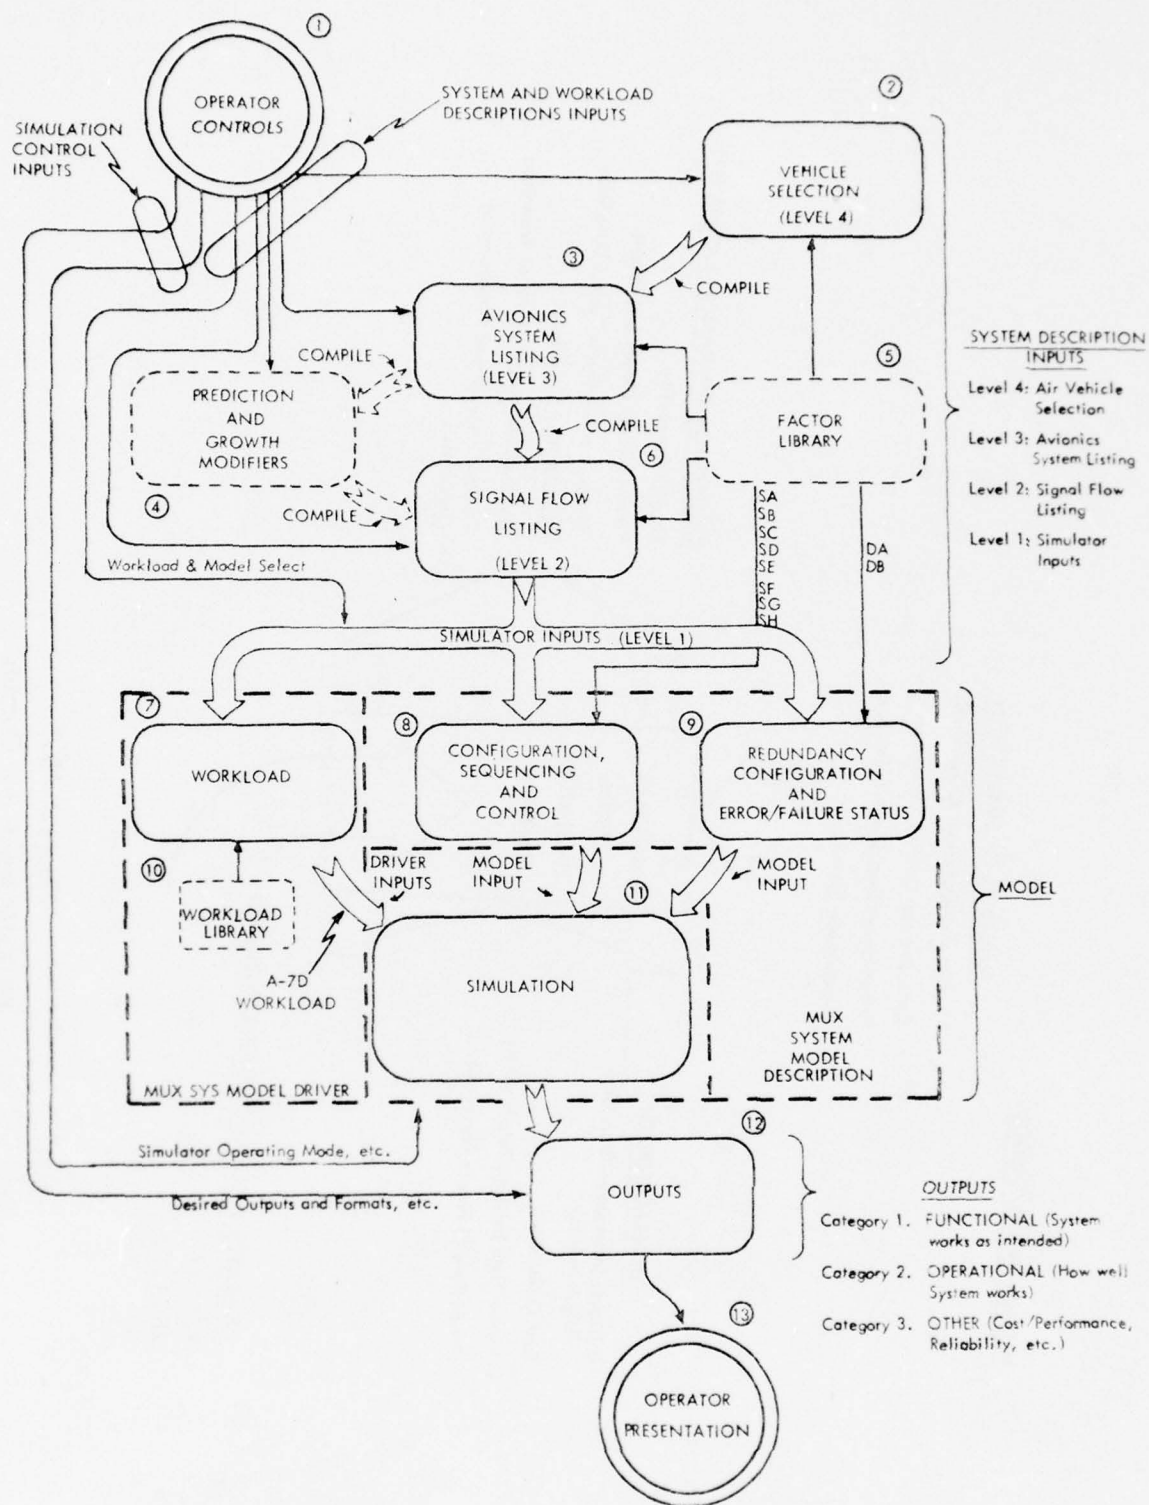 ①
OPERATOR
CONTROLS
SYSTEM AND WORKLOAD
DESCRIPTIONS INPUTS
SIMULATION
CONTROL
INPUTS
②
VEHICLE
SELECTION
(LEVEL 4)
COMPILE
③
AVIONICS
SYSTEM
LISTING
(LEVEL 3)
COMPILE
PREDICTION
AND
GROWTH
MODIFIERS
④
COMPILE
COMPILE
⑤
FACTOR
LIBRARY
⑥
SIGNAL FLOW
LISTING
(LEVEL 2)
SYSTEM DESCRIPTION
INPUTS
Level 4: Air Vehicle
Selection
Level 3: Avionics
System Listing
Level 2: Signal Flow
Listing
Level 1: Simulator
Inputs
SA
SB
SC
SD
SE
SF
SG
SH
DA
DB
Workload & Model Select
SIMULATOR INPUTS (LEVEL 1)
⑦
WORKLOAD
⑧
CONFIGURATION,
SEQUENCING
AND
CONTROL
⑨
REDUNDANCY
CONFIGURATION
AND
ERROR/FAILURE STATUS
⑩
WORKLOAD
LIBRARY
A-7D
WORKLOAD
DRIVER
INPUTS
MODEL
INPUT
⑪
MODEL
INPUT
MODEL
SIMULATION
MUX
SYSTEM
MODEL
DESCRIPTION
MUX SYS MODEL DRIVER
Simulator Operating Mode, etc.
Desired Outputs and Formats, etc.
⑫
OUTPUTS
OUTPUTS
Category 1. FUNCTIONAL (System
works as intended)
Category 2. OPERATIONAL (How well
System works)
Category 3. OTHER (Cost/Performance,
Reliability, etc.)
⑬
OPERATOR
PRESENTATION